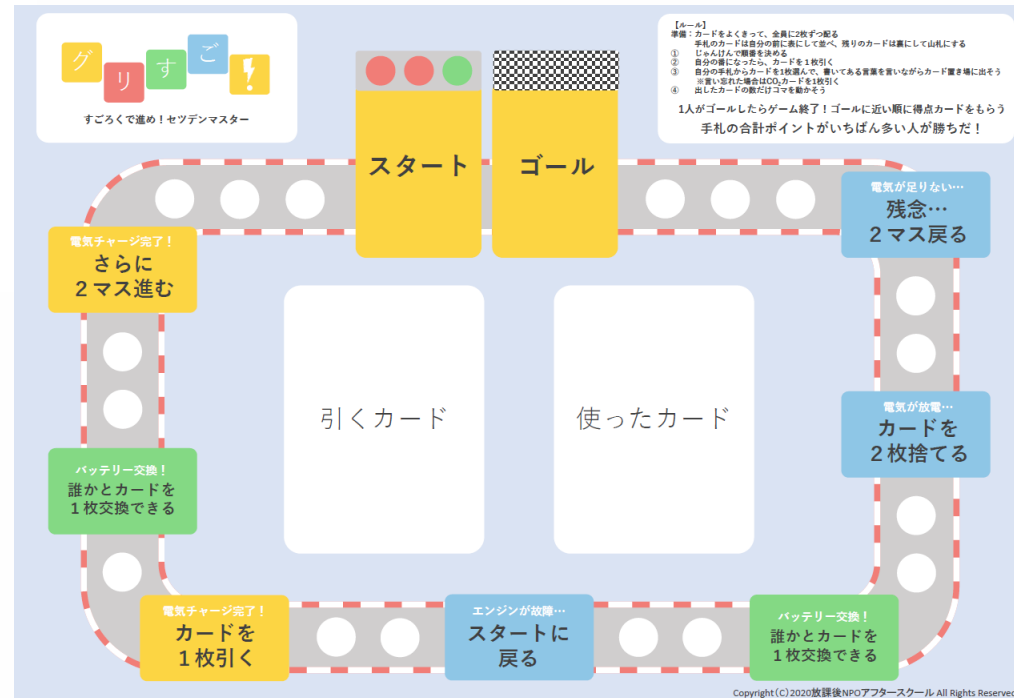 グリすご
すごろくで進め！セツデンマスター
【ルール】
準備：カードをよくきって、全員に2枚ずつ配る
手札のカードは自分の前に表にして並べ、残りのカードは裏にして山札にする
① じゃんけんで順番を決める
② 自分の番になったら、カードを1枚引く
③ 自分の手札からカードを1枚選んで、書いてある言葉を言いながらカード置き場に出そう
※言い忘れた場合はCO₂カードを1枚引く
④ 出したカードの数だけコマを動かそう
1人がゴールしたらゲーム終了！ゴールに近い順に得点カードをもらう
手札の合計ポイントがいちばん多い人が勝ちだ！
スタート
ゴール
電気が足りない…
残念…
２マス戻る
電気チャージ完了！
さらに
２マス進む
引くカード
使ったカード
電気が放電…
カードを
２枚捨てる
バッテリー交換！
誰かとカードを
１枚交換できる
電気チャージ完了！
カードを
１枚引く
エンジンが故障…
スタートに
戻る
バッテリー交換！
誰かとカードを
１枚交換できる
Copyright（C）2020放課後NPOアフタースクール All Rights Reserved